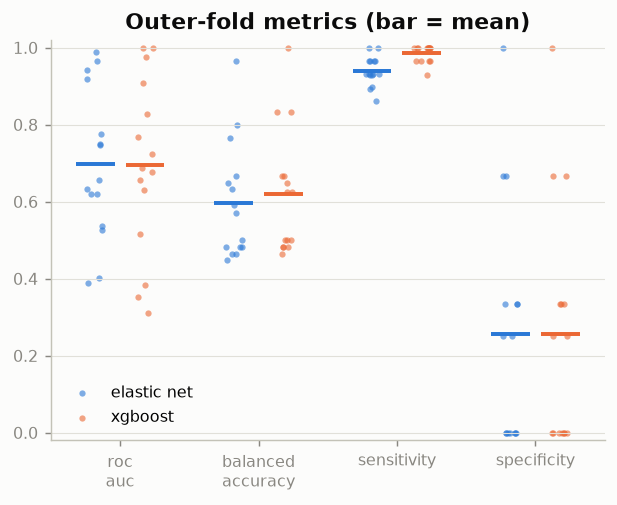 Outer-fold metrics (bar = mean)
1.0
0.8
0.6
0.4
0.2
0.0
elastic net
xgboost
roc
auc
balanced
accuracy
sensitivity
specificity